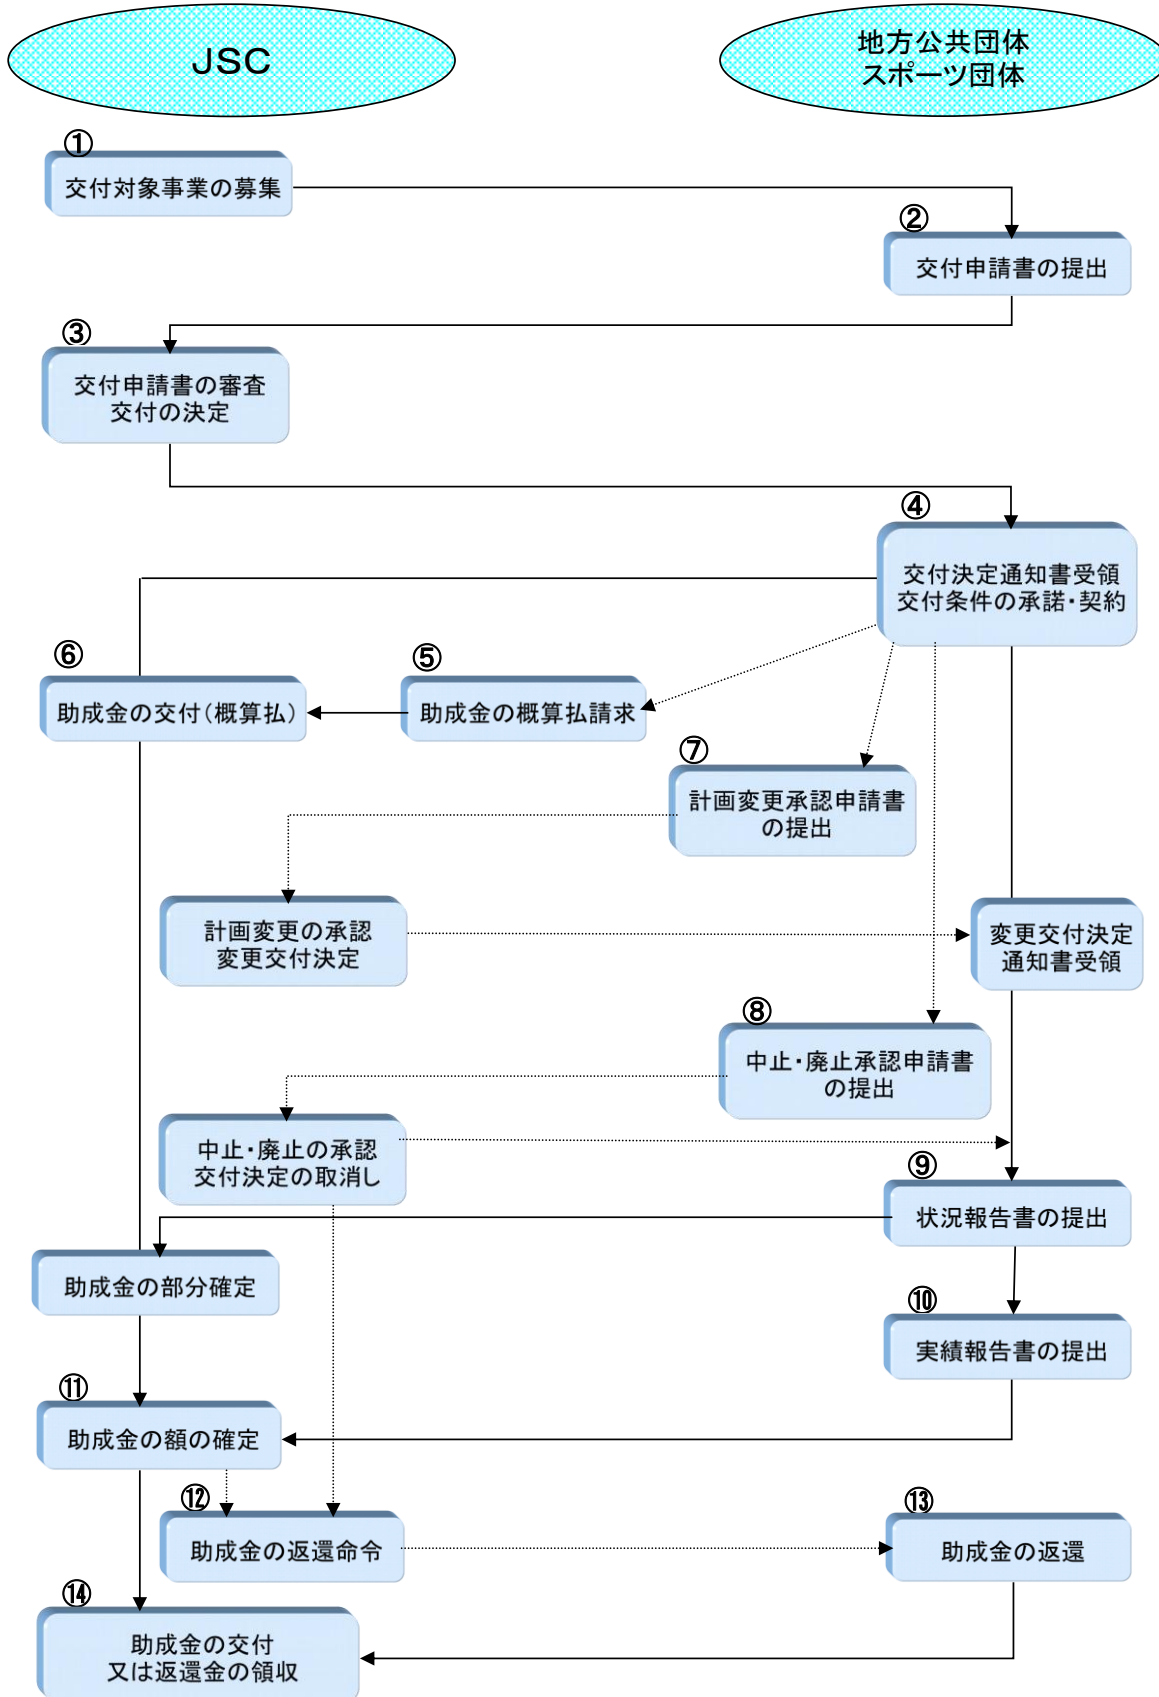 JSC
地方公共団体
スポーツ団体
①
交付対象事業の募集
②
交付申請書の提出
③
交付申請書の審査
交付の決定
④
交付決定通知書受領
交付条件の承諾・契約
⑤
助成金の概算払請求
⑥
助成金の交付（概算払）
⑦
計画変更承認申請書
の提出
計画変更の承認
変更交付決定
変更交付決定
通知書受領
⑧
中止・廃止承認申請書
の提出
中止・廃止の承認
交付決定の取消し
⑨
状況報告書の提出
助成金の部分確定
⑩
実績報告書の提出
⑪
助成金の額の確定
⑫
助成金の返還命令
⑬
助成金の返還
⑭
助成金の交付
又は返還金の領収